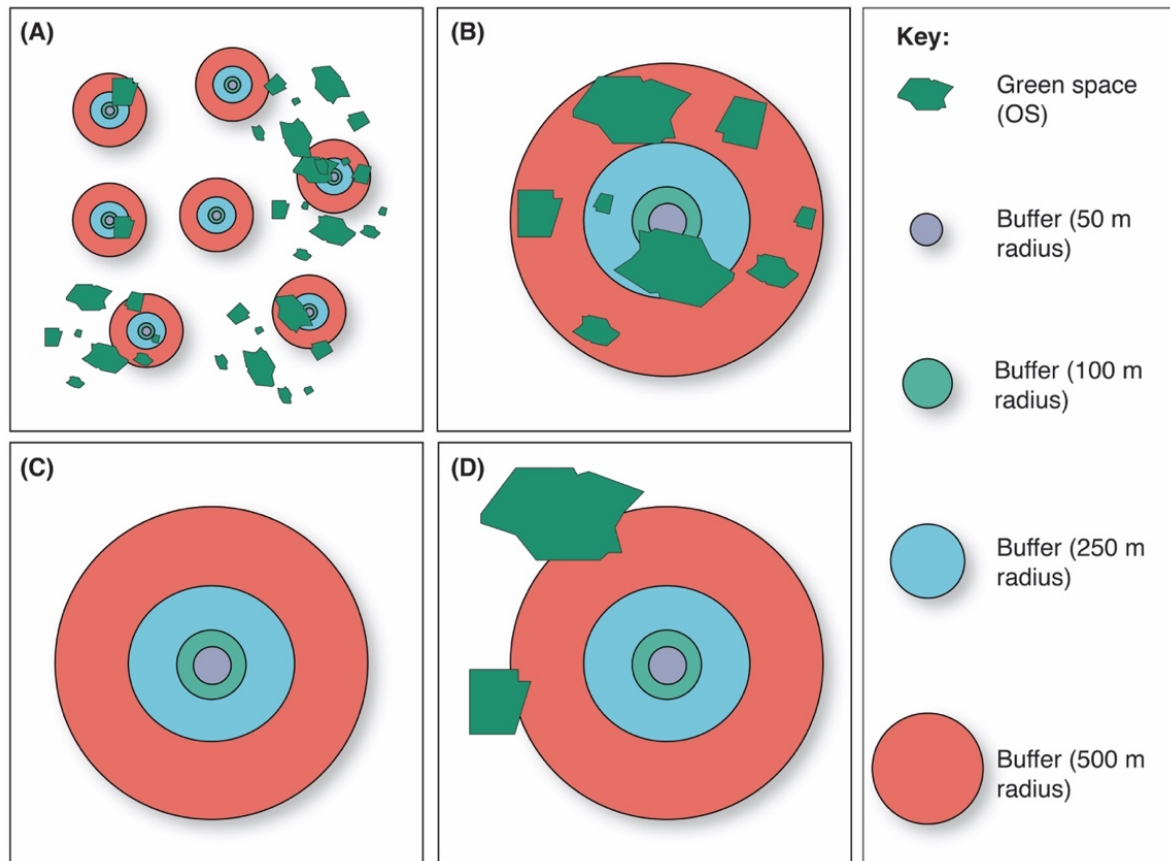 (A)
(B)
(C)
(D)
Key:
Green space
(OS)
Buffer (50 m
radius)
Buffer (100 m
radius)
Buffer (250 m
radius)
Buffer (500 m
radius)